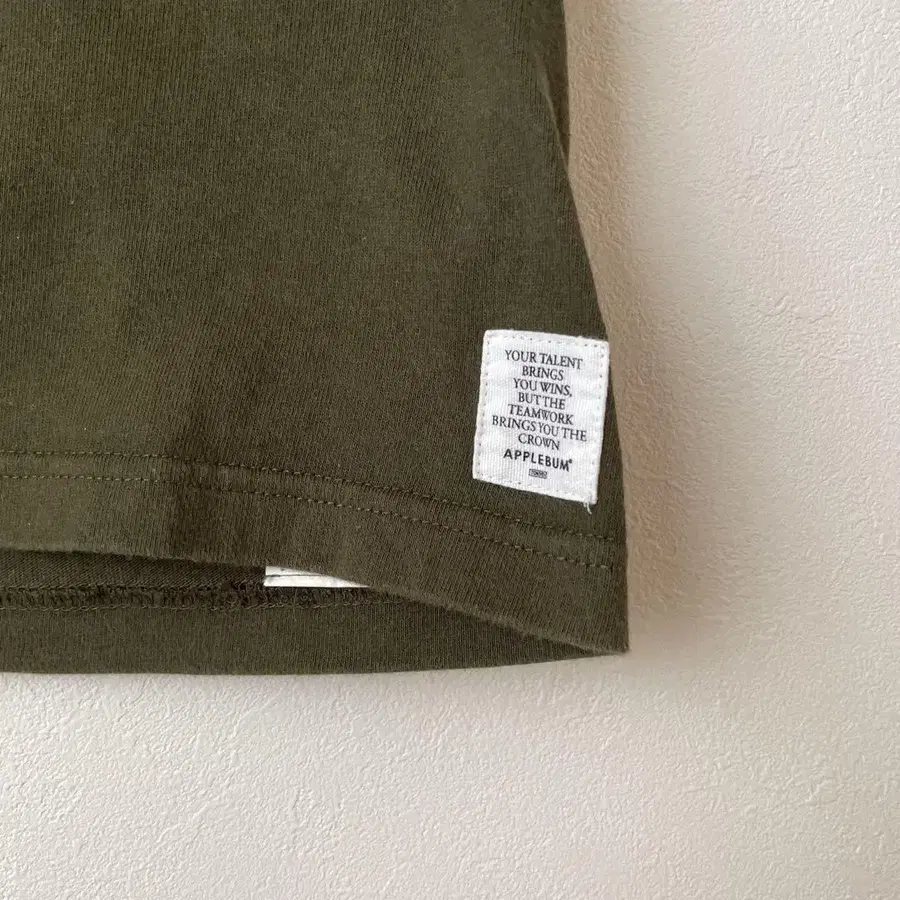 YOUR TALENT
BRINGS
YOU WINS,
BUT THE
TEAMWORK
BRINGS YOU THE
CROWN
APPLEBUM®